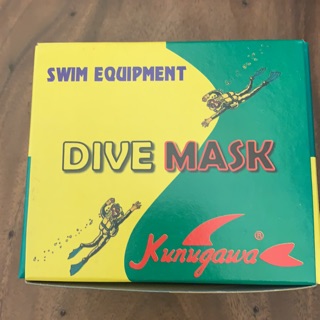 SWIM EQUIPMENT
DIVE MASK
Kunugawa®